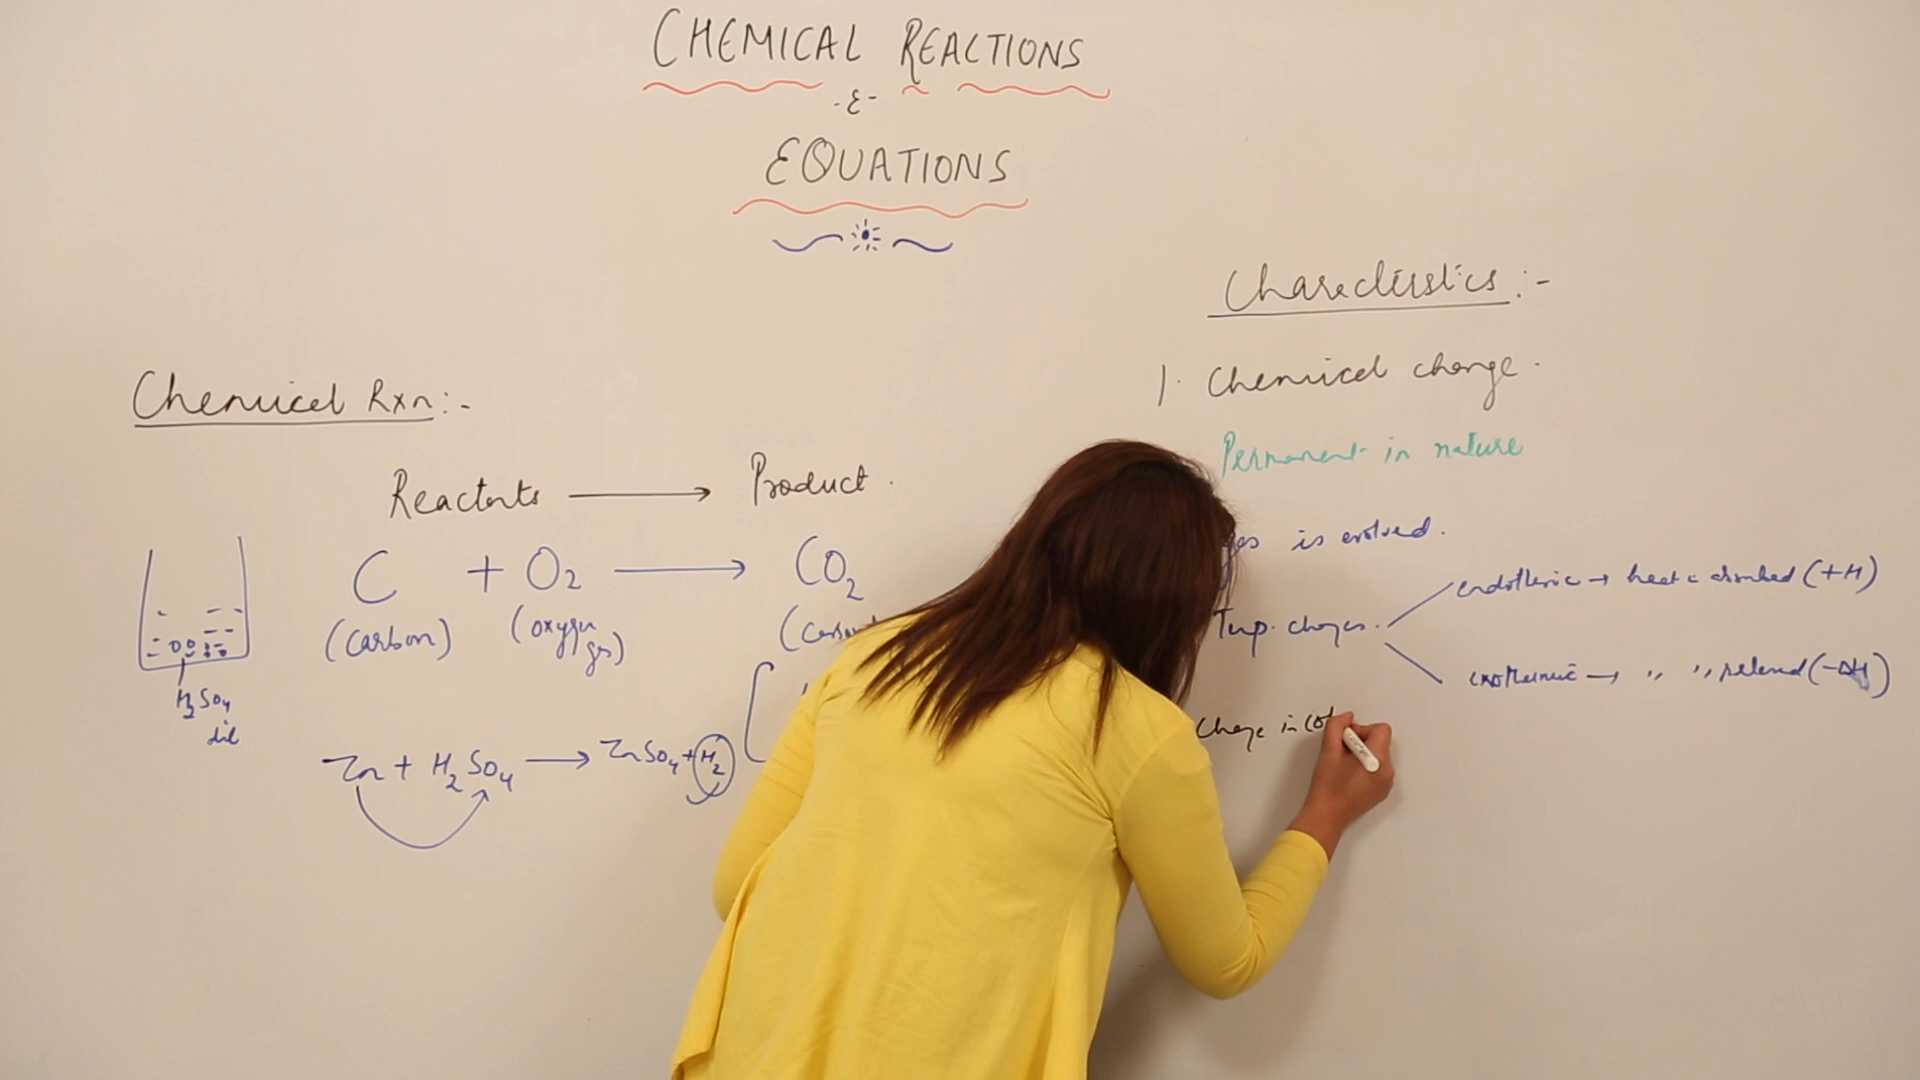 CHEMICAL REACTIONS
-&-
EQUATIONS
Charecteristics :-
1. Chemical change.
Permanent in nature
gas is evolved.
Temp. changes.
endothermic → heat absorbed (+H)
exothermic → " " released (-ΔH)
Change in col
Chemical Rxn:-
Reactants → Product.
C + O2 → CO2
(carbon) (oxygen gas)
H2SO4
dil
Zn + H2SO4 → ZnSO4 + H2